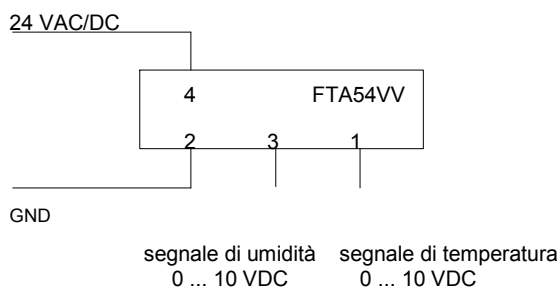 24 VAC/DC
4 FTA54VV
2 3 1
GND
segnale di umidità segnale di temperatura
0 ... 10 VDC 0 ... 10 VDC